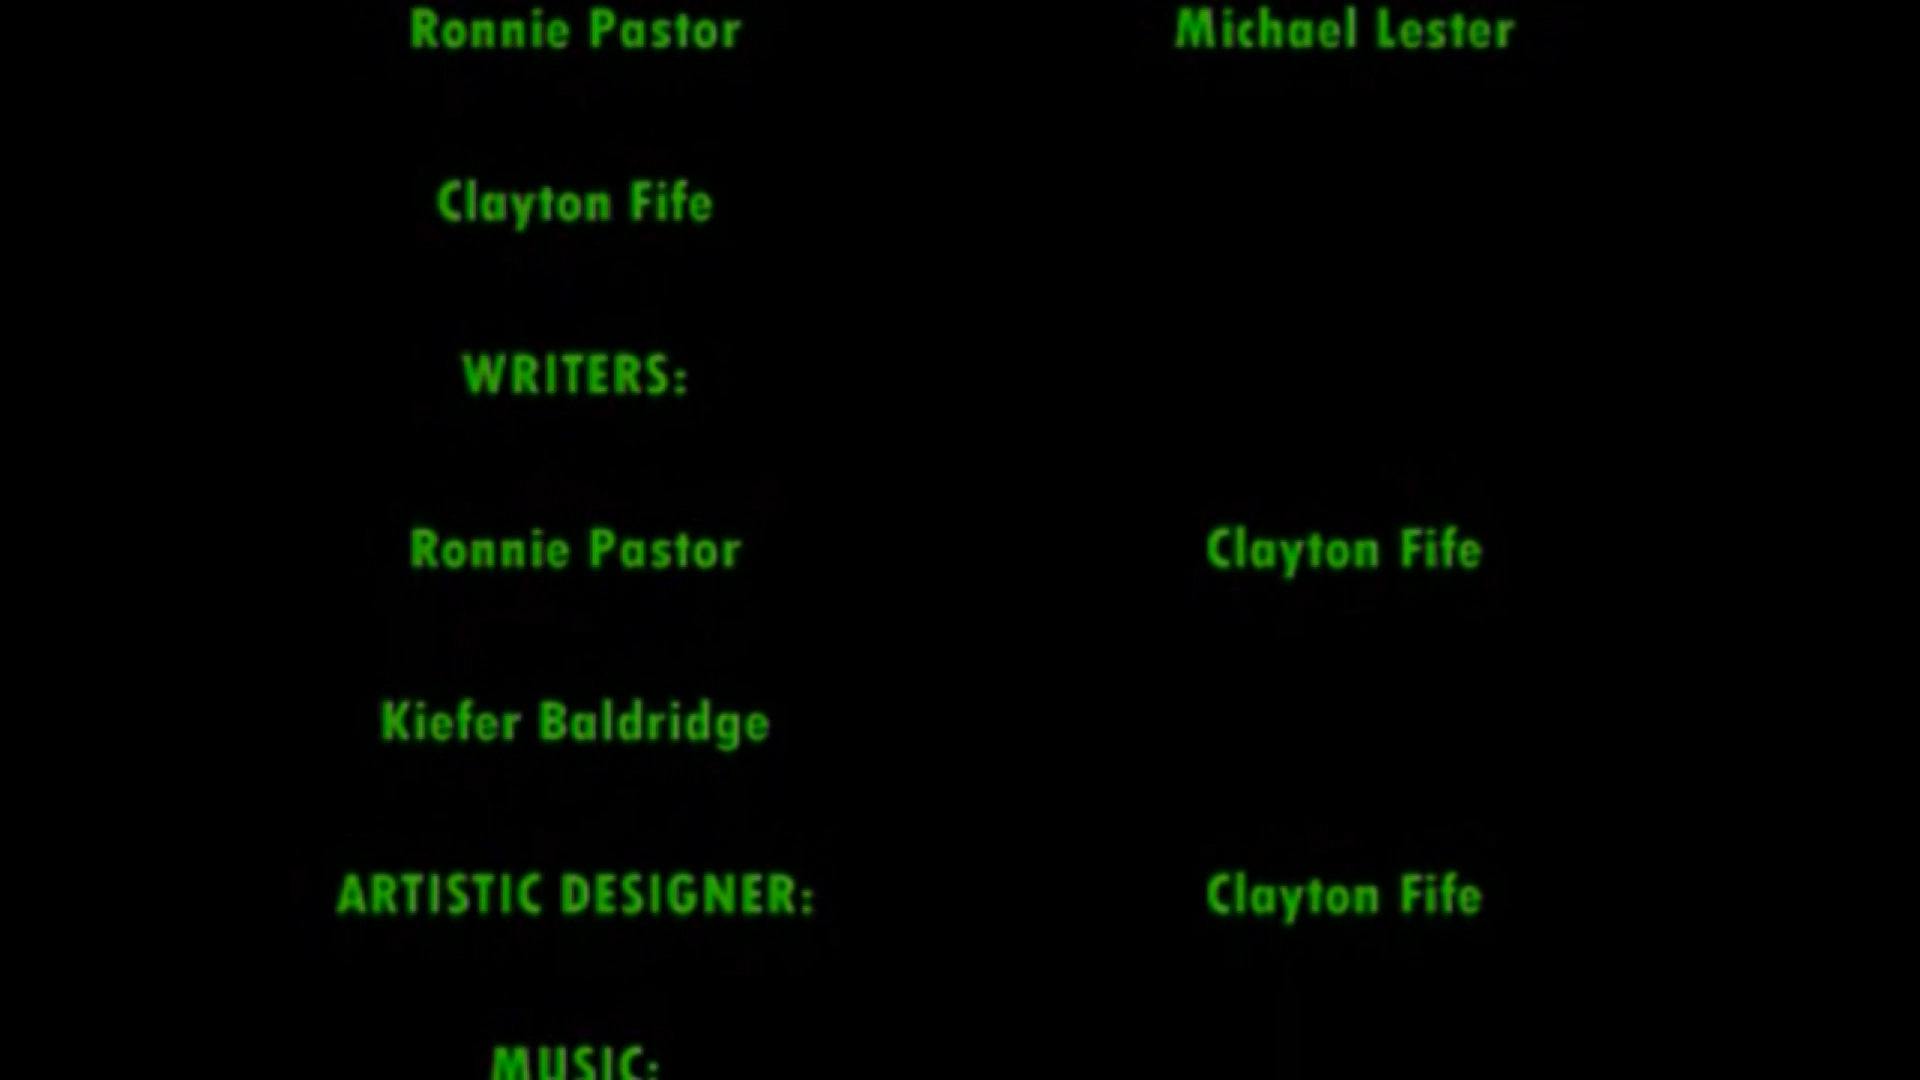 Ronnie Pastor Michael Lester
Clayton Fife
WRITERS:
Ronnie Pastor Clayton Fife
Kiefer Baldridge
ARTISTIC DESIGNER: Clayton Fife
MUSIC: